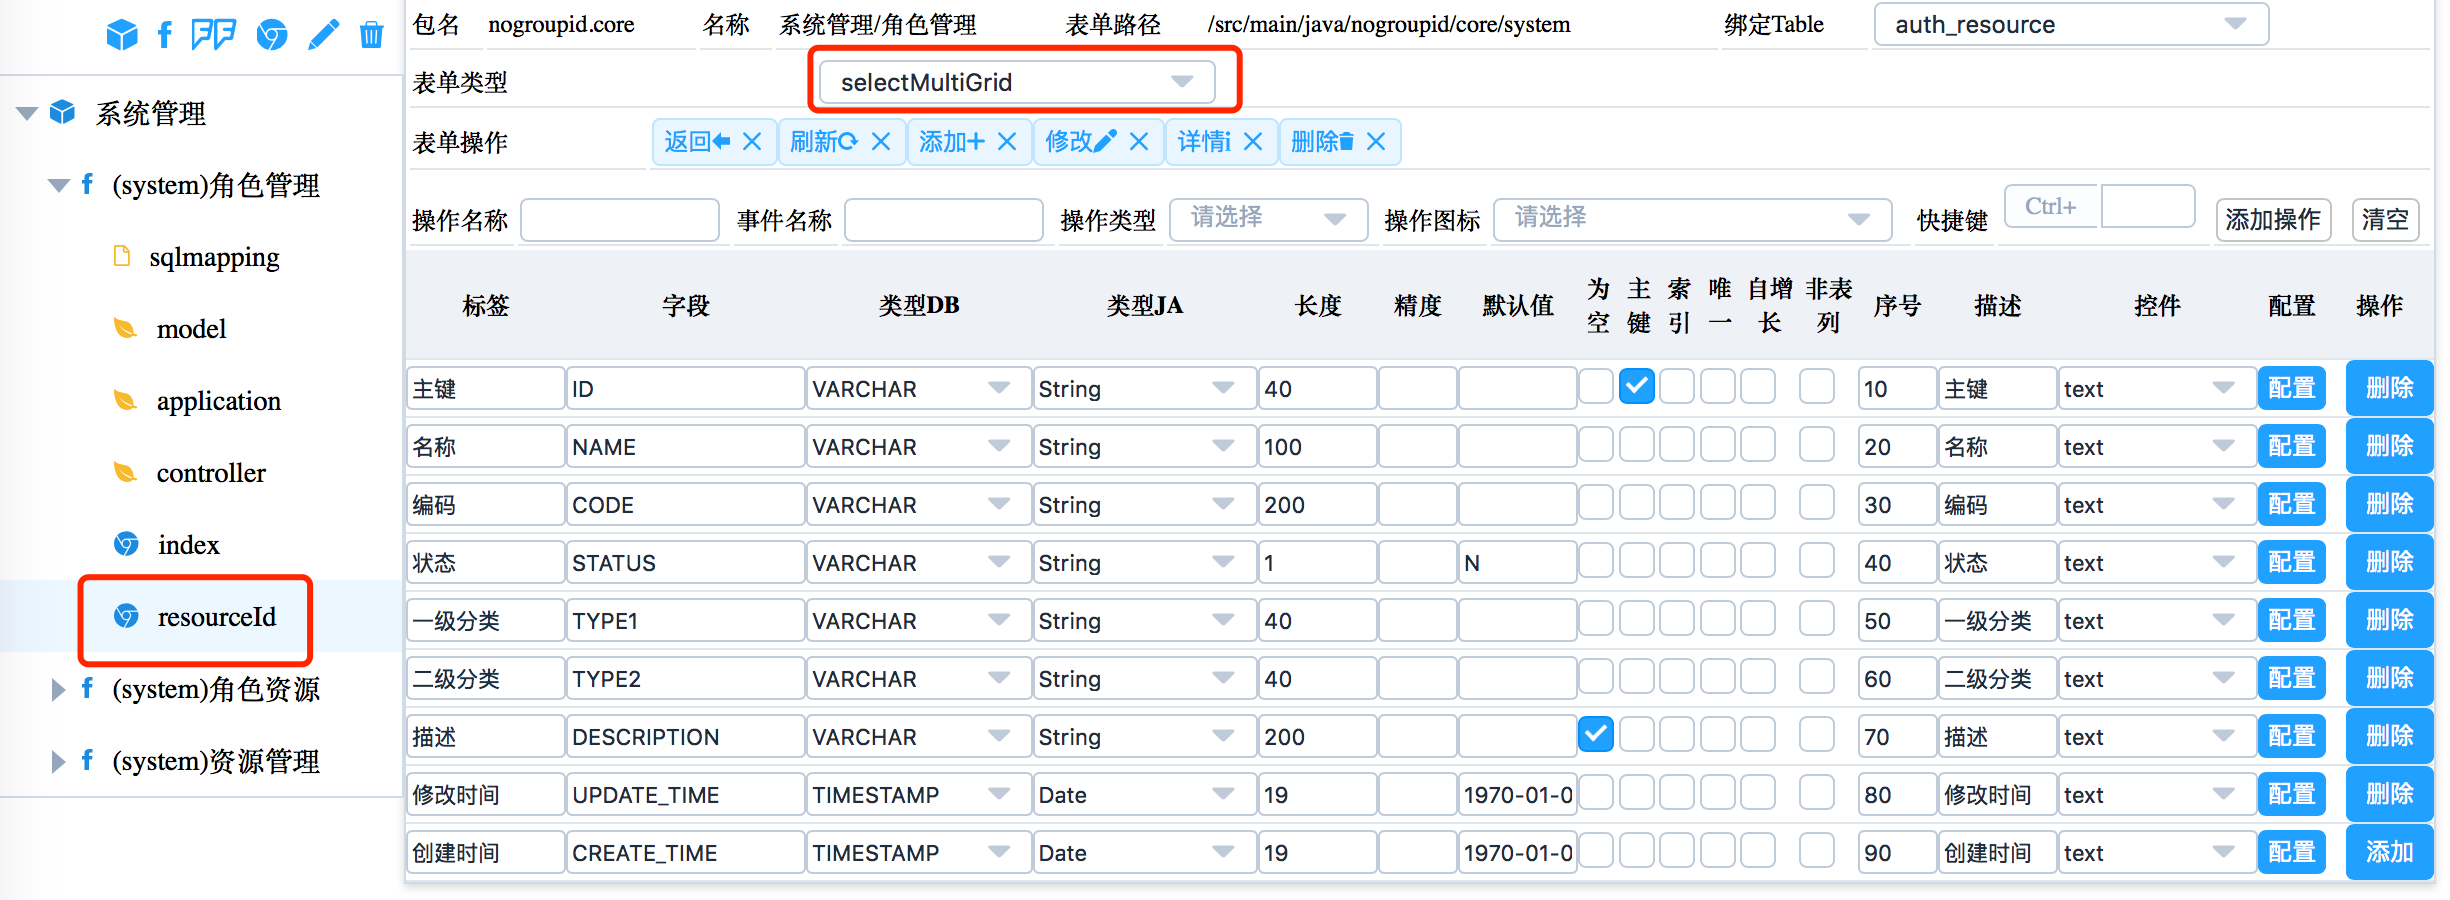 包名 nogroupid.core 名称 系统管理/角色管理 表单路径 /src/main/java/nogroupid/core/system 绑定Table auth_resource
表单类型 selectMultiGrid
表单操作 返回 刷新 添加 修改 详情 删除
操作名称 事件名称 操作类型 请选择 操作图标 请选择 快捷键 Ctrl+ 添加操作 清空
系统管理
(system)角色管理
sqlmapping
model
application
controller
index
resourceId
(system)角色资源
(system)资源管理
标签 字段 类型DB 类型JA 长度 精度 默认值 为空 主键 索引 唯一 自增长 非表列 序号 描述 控件 配置 操作
主键 ID VARCHAR String 40 10 主键 text 配置 删除
名称 NAME VARCHAR String 100 20 名称 text 配置 删除
编码 CODE VARCHAR String 200 30 编码 text 配置 删除
状态 STATUS VARCHAR String 1 N 40 状态 text 配置 删除
一级分类 TYPE1 VARCHAR String 40 50 一级分类 text 配置 删除
二级分类 TYPE2 VARCHAR String 40 60 二级分类 text 配置 删除
描述 DESCRIPTION VARCHAR String 200 70 描述 text 配置 删除
修改时间 UPDATE_TIME TIMESTAMP Date 19 1970-01-0 80 修改时间 text 配置 删除
创建时间 CREATE_TIME TIMESTAMP Date 19 1970-01-0 90 创建时间 text 配置 添加